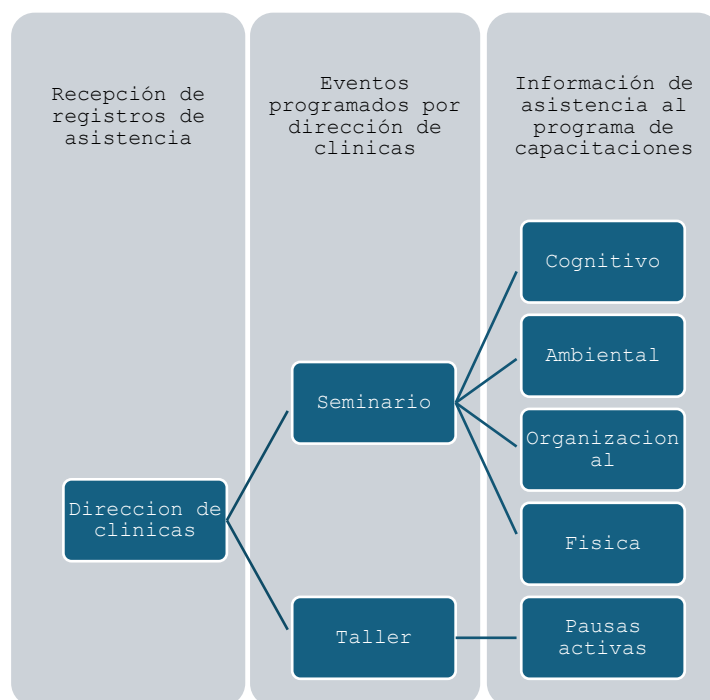 Recepción de
registros de
asistencia
Eventos
programados por
dirección de
clinicas
Información de
asistencia al
programa de
capacitaciones
Direccion de
clinicas
Seminario
Taller
Cognitivo
Ambiental
Organizacion
al
Fisica
Pausas
activas